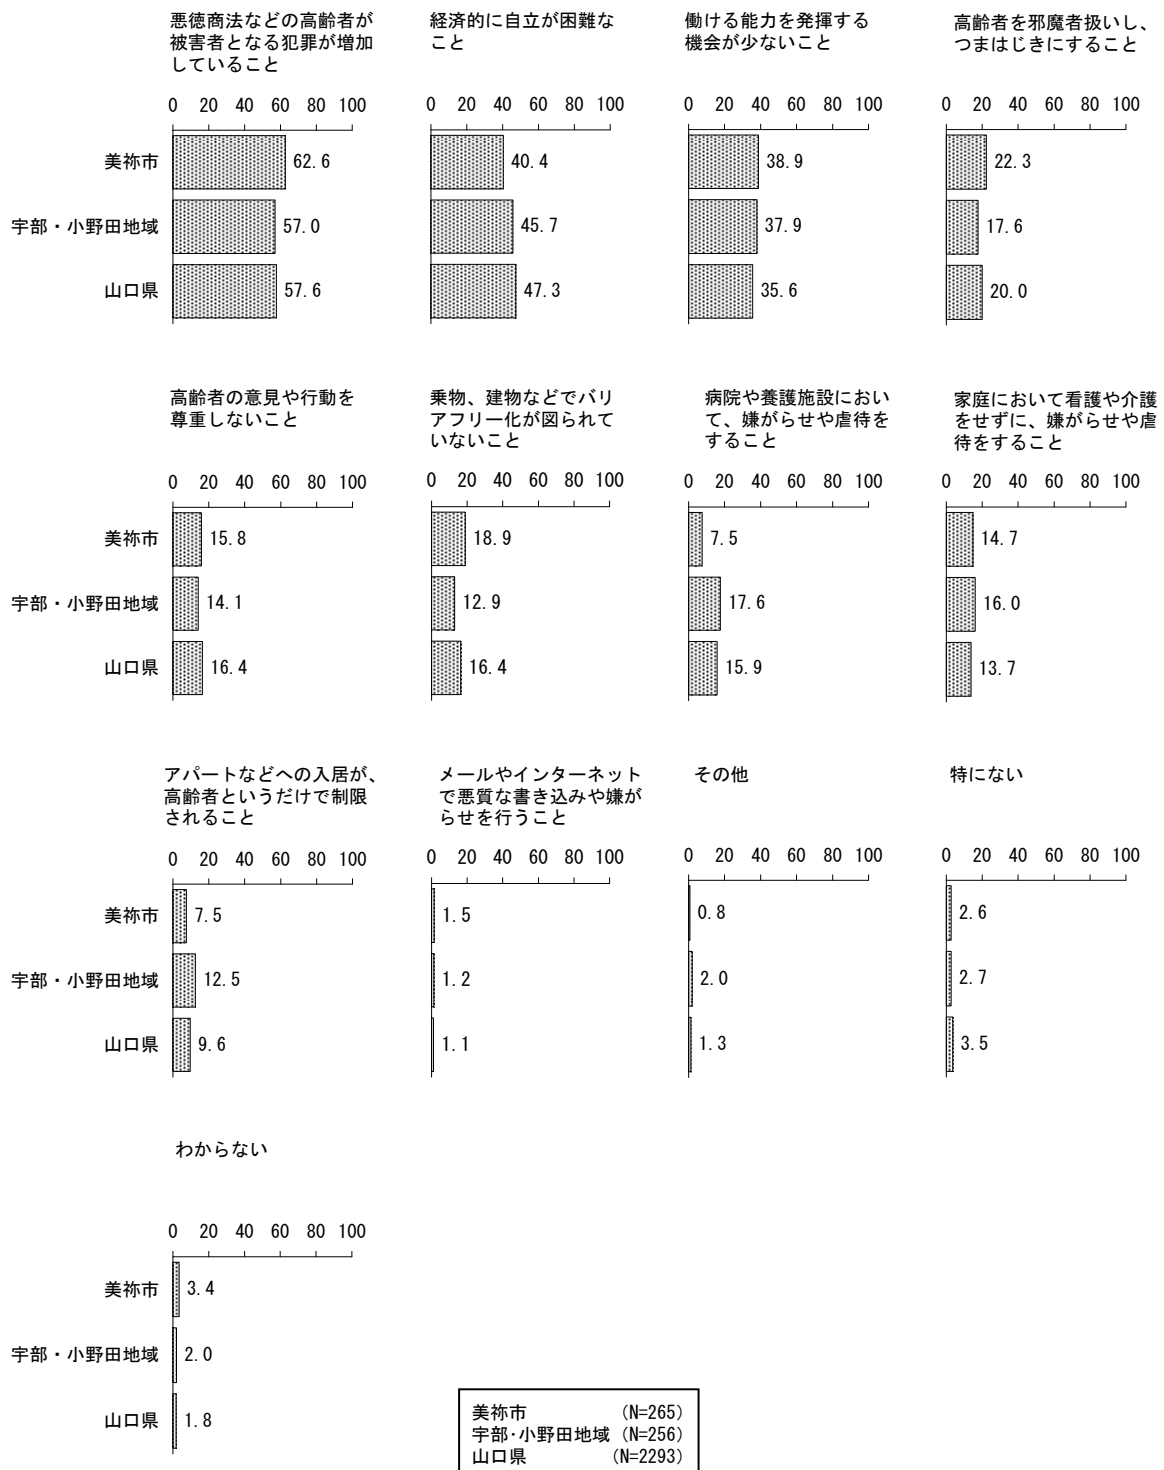 悪徳商法などの高齢者が
被害者となる犯罪が増加
していること
経済的に自立が困難な
こと
働ける能力を発揮する
機会が少ないこと
高齢者を邪魔者扱いし、
つまはじきにすること
0 20 40 60 80 100
0 20 40 60 80 100
0 20 40 60 80 100
0 20 40 60 80 100
美祢市 62.6 40.4 38.9 22.3
宇部・小野田地域 57.0 45.7 37.9 17.6
山口県 57.6 47.3 35.6 20.0
高齢者の意見や行動を
尊重しないこと
乗物、建物などでバリ
アフリー化が図られて
いないこと
病院や養護施設におい
て、嫌がらせや虐待を
すること
家庭において看護や介護
をせずに、嫌がらせや虐
待をすること
0 20 40 60 80 100
0 20 40 60 80 100
0 20 40 60 80 100
0 20 40 60 80 100
美祢市 15.8 18.9 7.5 14.7
宇部・小野田地域 14.1 12.9 17.6 16.0
山口県 16.4 16.4 15.9 13.7
アパートなどへの入居が、
高齢者というだけで制限
されること
メールやインターネット
で悪質な書き込みや嫌が
らせを行うこと
その他
特にない
0 20 40 60 80 100
0 20 40 60 80 100
0 20 40 60 80 100
0 20 40 60 80 100
美祢市 7.5 1.5 0.8 2.6
宇部・小野田地域 12.5 1.2 2.0 2.7
山口県 9.6 1.1 1.3 3.5
わからない
0 20 40 60 80 100
美祢市 3.4
宇部・小野田地域 2.0
山口県 1.8
美祢市 (N=265)
宇部・小野田地域 (N=256)
山口県 (N=2293)